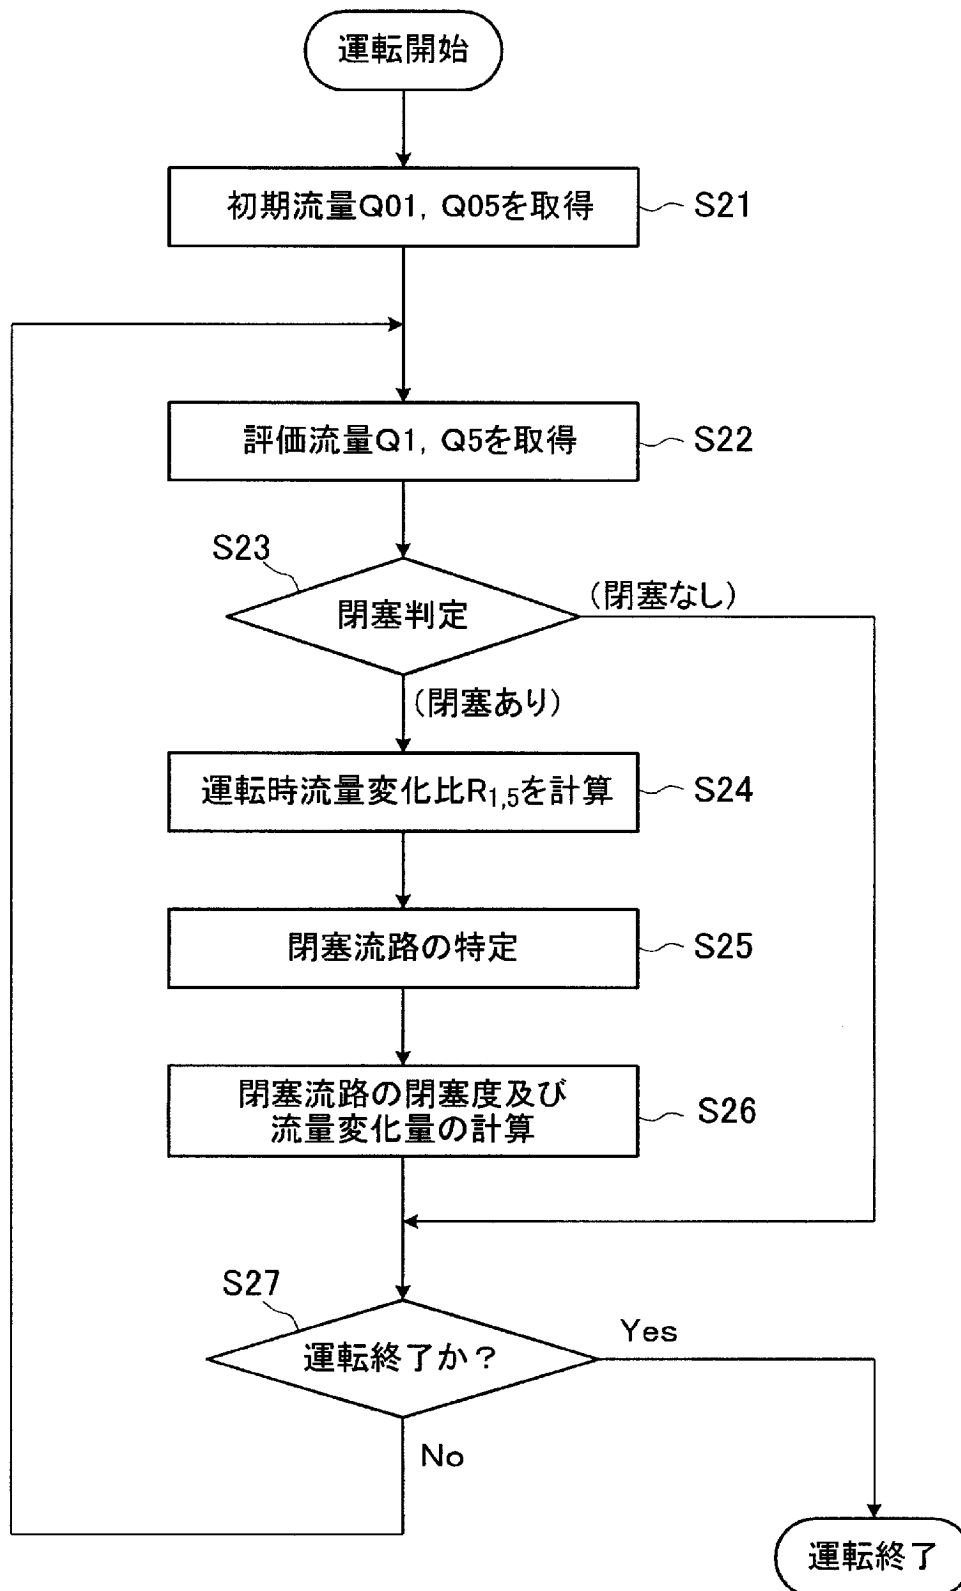 運転開始
初期流量Q01, Q05を取得
S21
評価流量Q1, Q5を取得
S22
S23
閉塞判定
(閉塞なし)
(閉塞あり)
運転時流量変化比R1,5を計算
S24
閉塞流路の特定
S25
閉塞流路の閉塞度及び
流量変化量の計算
S26
S27
運転終了か?
Yes
No
運転終了